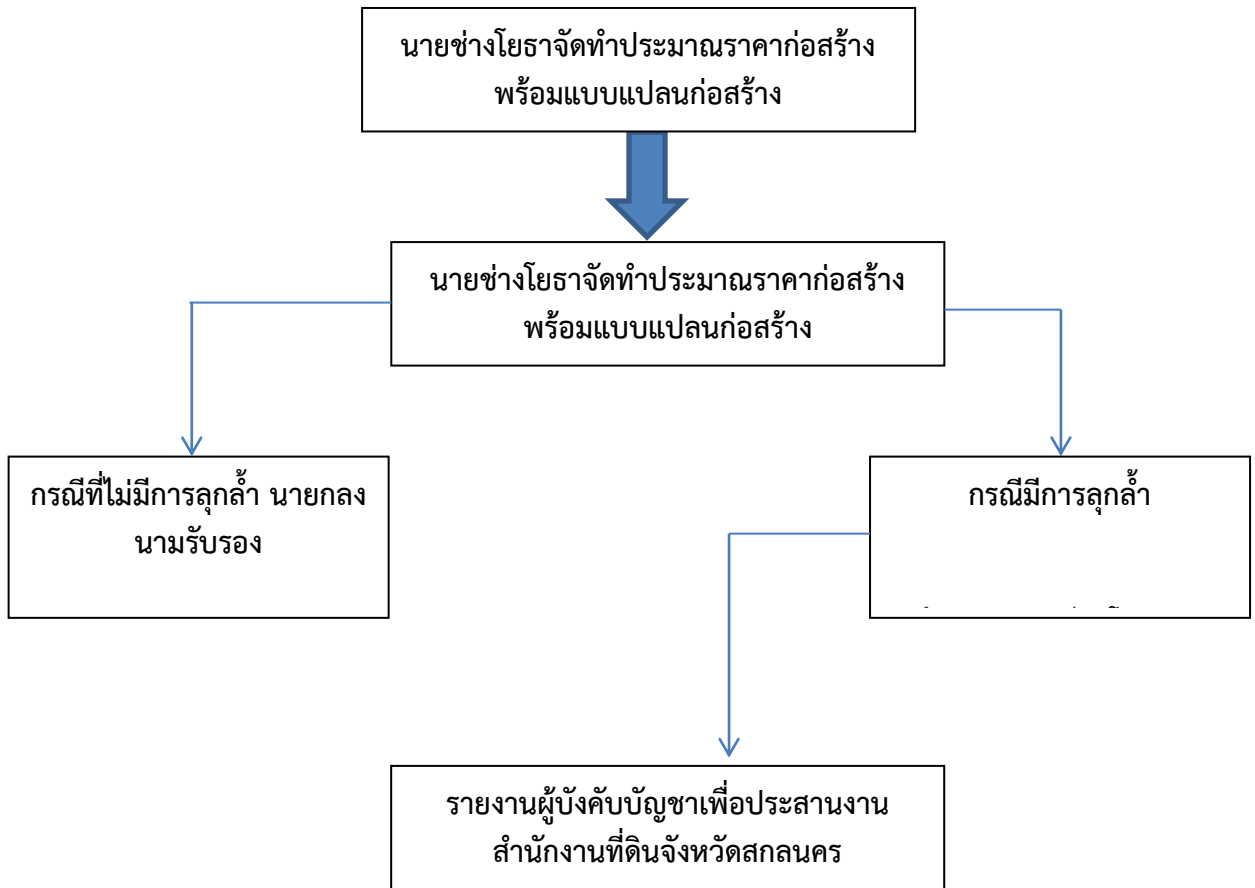 นายช่างโยธาจัดทำประมาณราคาก่อสร้าง
พร้อมแบบแปลนก่อสร้าง
นายช่างโยธาจัดทำประมาณราคาก่อสร้าง
พร้อมแบบแปลนก่อสร้าง
กรณีที่ไม่มีการลุกล้ำ นายกลง
นามรับรอง
กรณีมีการลุกล้ำ
รายงานผู้บังคับบัญชาเพื่อประสานงาน
สำนักงานที่ดินจังหวัดสกลนคร